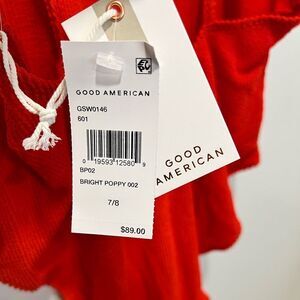 GOOD AMERICAN
GSW0146
601
0 19593 12580 9
BP02
BRIGHT POPPY 002
7/8
$89.00
GOOD
AMERICAN